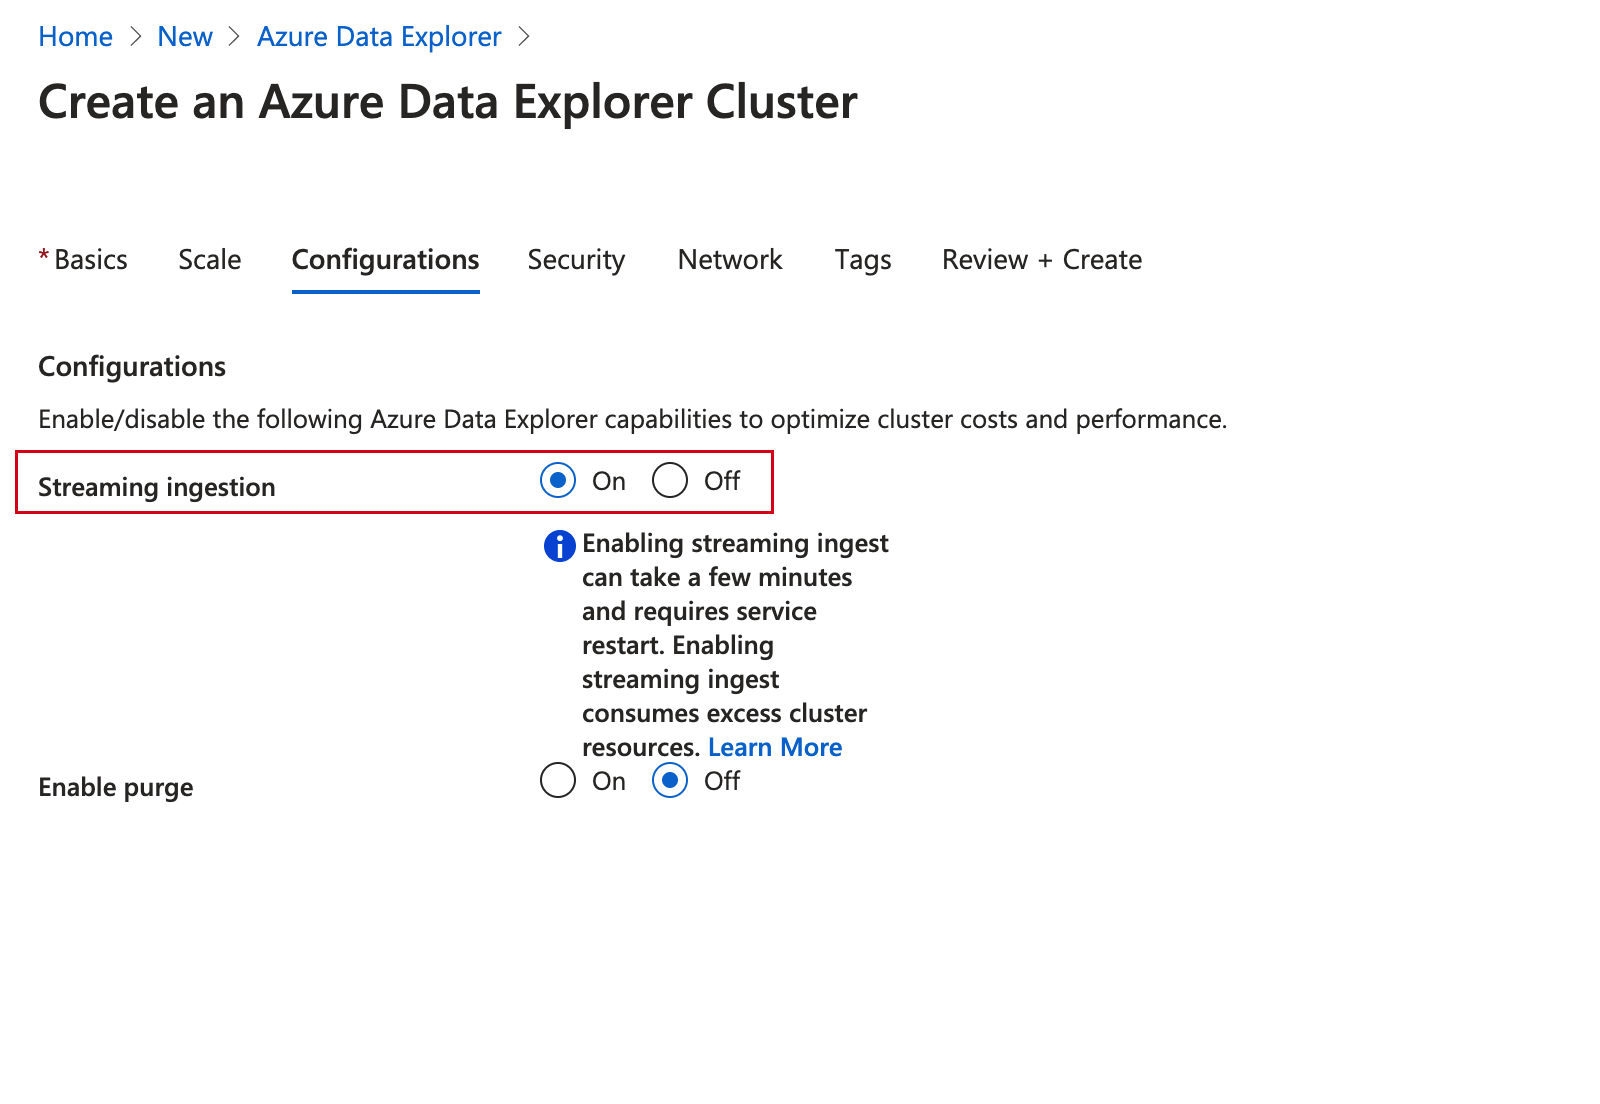 Home > New > Azure Data Explorer >
Create an Azure Data Explorer Cluster
* Basics Scale Configurations Security Network Tags Review + Create
Configurations
Enable/disable the following Azure Data Explorer capabilities to optimize cluster costs and performance.
Streaming ingestion On Off
Enabling streaming ingest
can take a few minutes
and requires service
restart. Enabling
streaming ingest
consumes excess cluster
resources. Learn More
Enable purge On Off